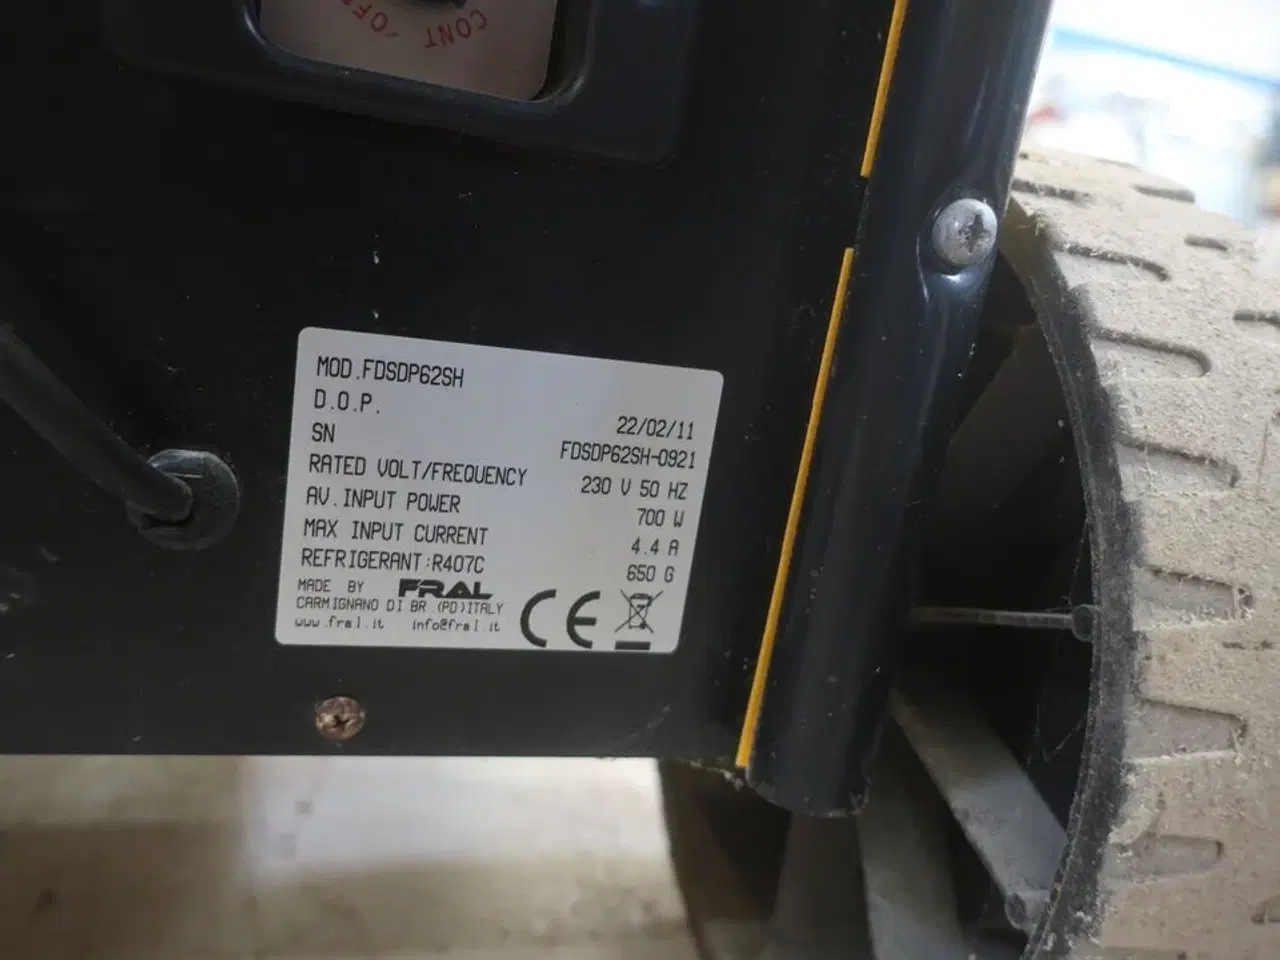 CONT OFF
MOD.FDSDP62SH
D.O.P. 22/02/11
SN FDSDP62SH-0921
RATED VOLT/FREQUENCY 230 V 50 HZ
AV.INPUT POWER 700 W
MAX INPUT CURRENT 4.4 A
REFRIGERANT:R407C 650 G
MADE BY FRAL
CARMIGNANO DI BR.(PD)ITALY
www.fral.it info@fral.it
CE